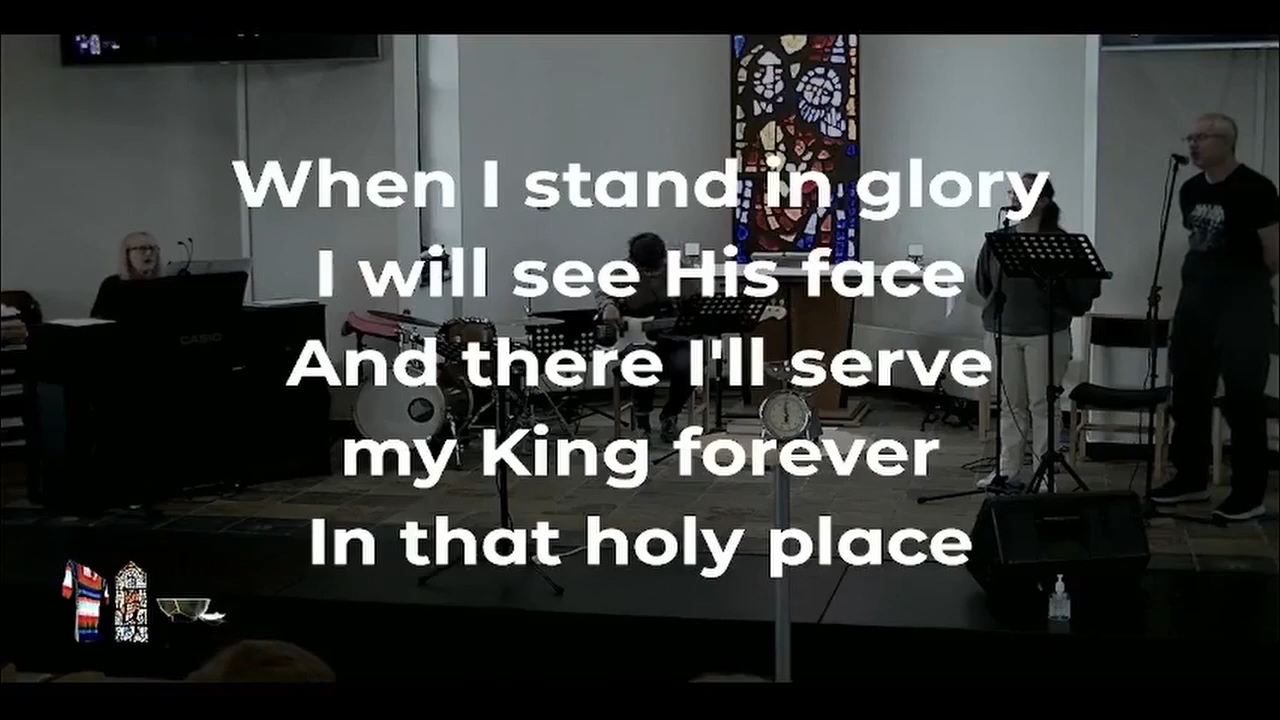 When I stand in glory
I will see His face
And there I'll serve
my King forever
In that holy place
CASIO